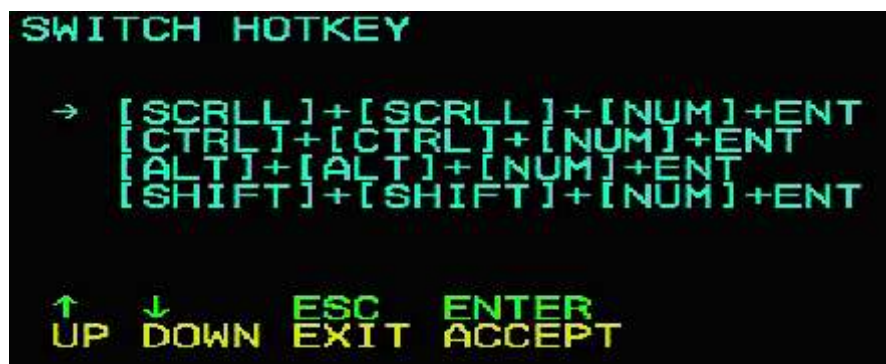 SWITCH HOTKEY
→ [SCRLL]+[SCRLL]+[NUM]+ENT
[CTRL]+[CTRL]+[NUM]+ENT
[ALT]+[ALT]+[NUM]+ENT
[SHIFT]+[SHIFT]+[NUM]+ENT
↑ ↓ ESC ENTER
UP DOWN EXIT ACCEPT